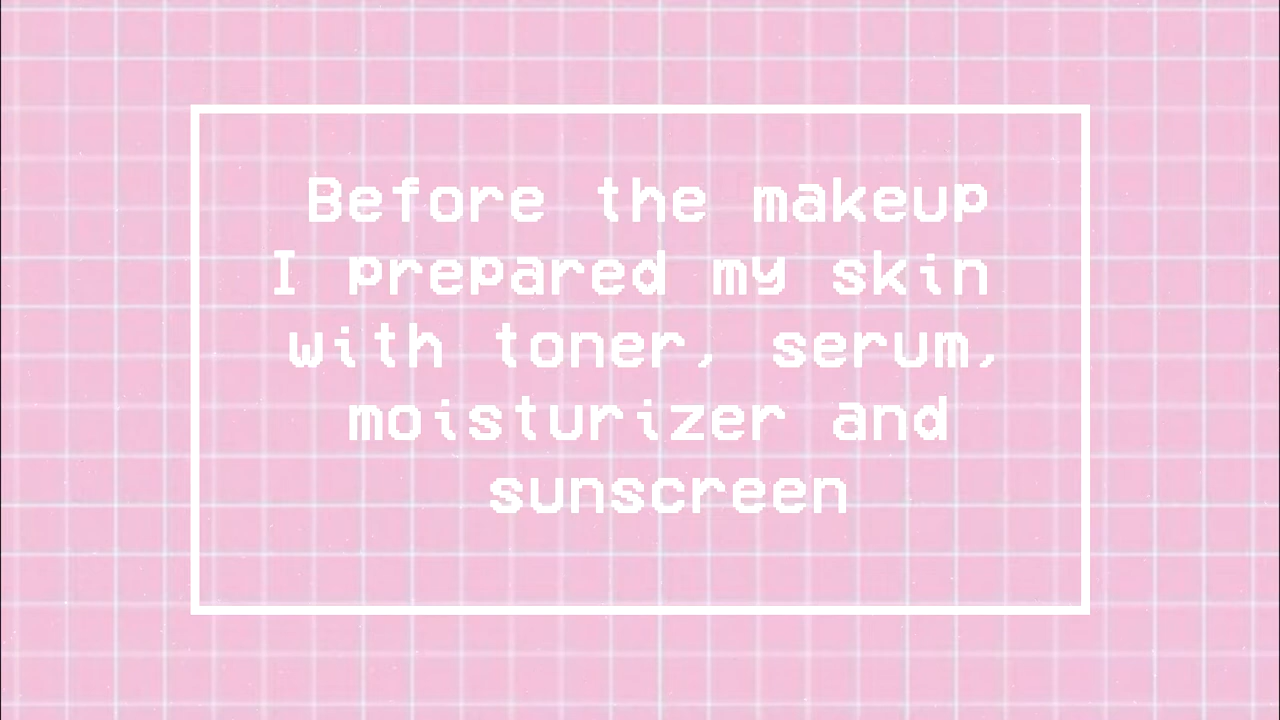 Before the makeup
I prepared my skin
with toner, serum,
moisturizer and
sunscreen